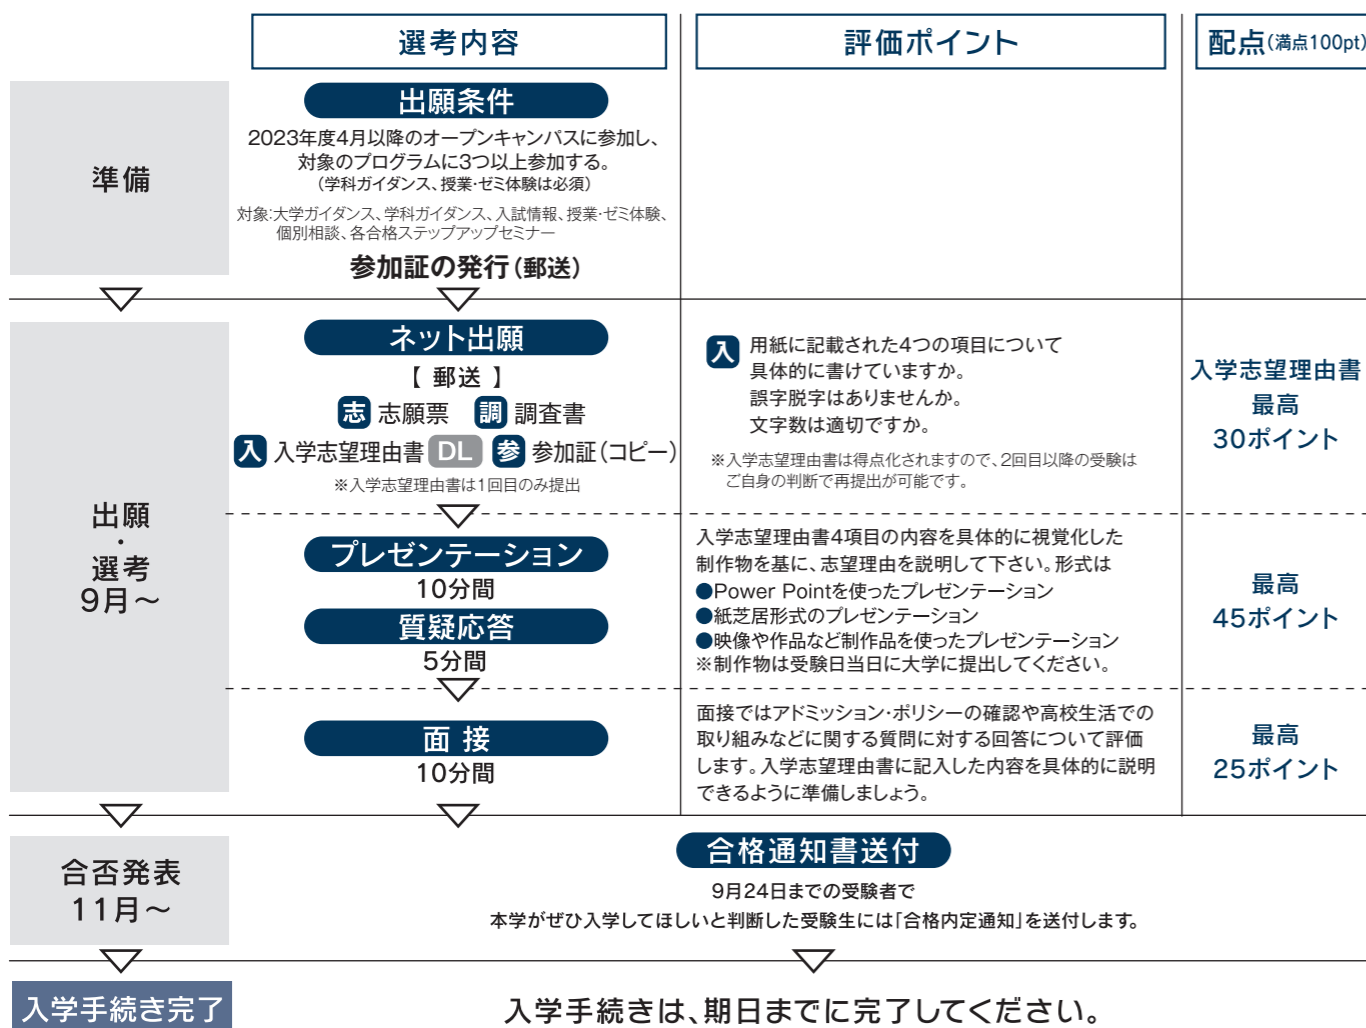 選考内容
評価ポイント
配点(満点100pt)
準備
出願条件
2023年度4月以降のオープンキャンパスに参加し、
対象のプログラムに3つ以上参加する。
(学科ガイダンス、授業・ゼミ体験は必須)
対象:大学ガイダンス、学科ガイダンス、入試情報、授業・ゼミ体験、
個別相談、各合格ステップアップセミナー
参加証の発行(郵送)
出願
・
選考
9月～
ネット出願
【 郵送 】
志 志願票 調 調査書
入 入学志望理由書 DL 参 参加証(コピー)
※入学志望理由書は1回目のみ提出
入 用紙に記載された4つの項目について
具体的に書けていますか。
誤字脱字はありませんか。
文字数は適切ですか。
※入学志望理由書は得点化されますので、2回目以降の受験は
ご自身の判断で再提出が可能です。
入学志望理由書
最高
30ポイント
プレゼンテーション
10分間
質疑応答
5分間
入学志望理由書4項目の内容を具体的に視覚化した
制作物を基に、志望理由を説明して下さい。形式は
●Power Pointを使ったプレゼンテーション
●紙芝居形式のプレゼンテーション
●映像や作品など制作品を使ったプレゼンテーション
※制作物は受験日当日に大学に提出してください。
最高
45ポイント
面 接
10分間
面接ではアドミッション・ポリシーの確認や高校生活での
取り組みなどに関する質問に対する回答について評価
します。入学志望理由書に記入した内容を具体的に説明
できるように準備しましょう。
最高
25ポイント
合否発表
11月～
合格通知書送付
9月24日までの受験者で
本学がぜひ入学してほしいと判断した受験生には「合格内定通知」を送付します。
入学手続き完了
入学手続きは、期日までに完了してください。